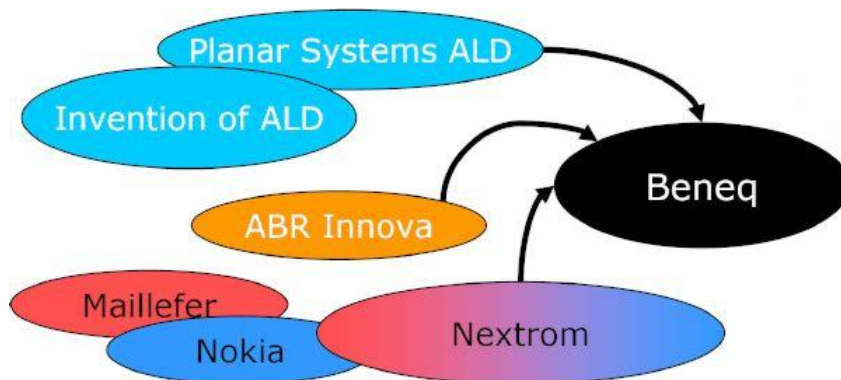 Planar Systems ALD
Invention of ALD
Beneq
ABR Innova
Maillefer
Nokia
Nextrom